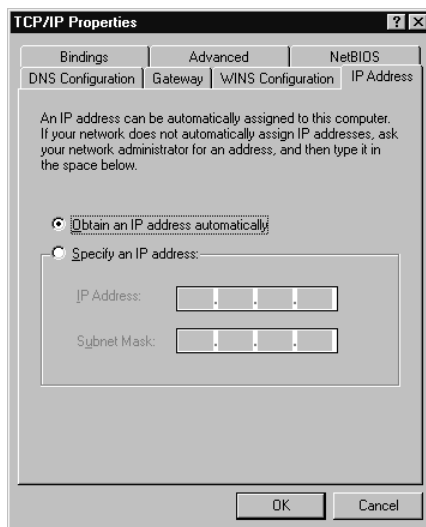 TCP/IP Properties
Bindings Advanced NetBIOS
DNS Configuration Gateway WINS Configuration IP Address
An IP address can be automatically assigned to this computer.
If your network does not automatically assign IP addresses, ask
your network administrator for an address, and then type it in
the space below.
Obtain an IP address automatically
Specify an IP address:
IP Address:
Subnet Mask:
OK Cancel